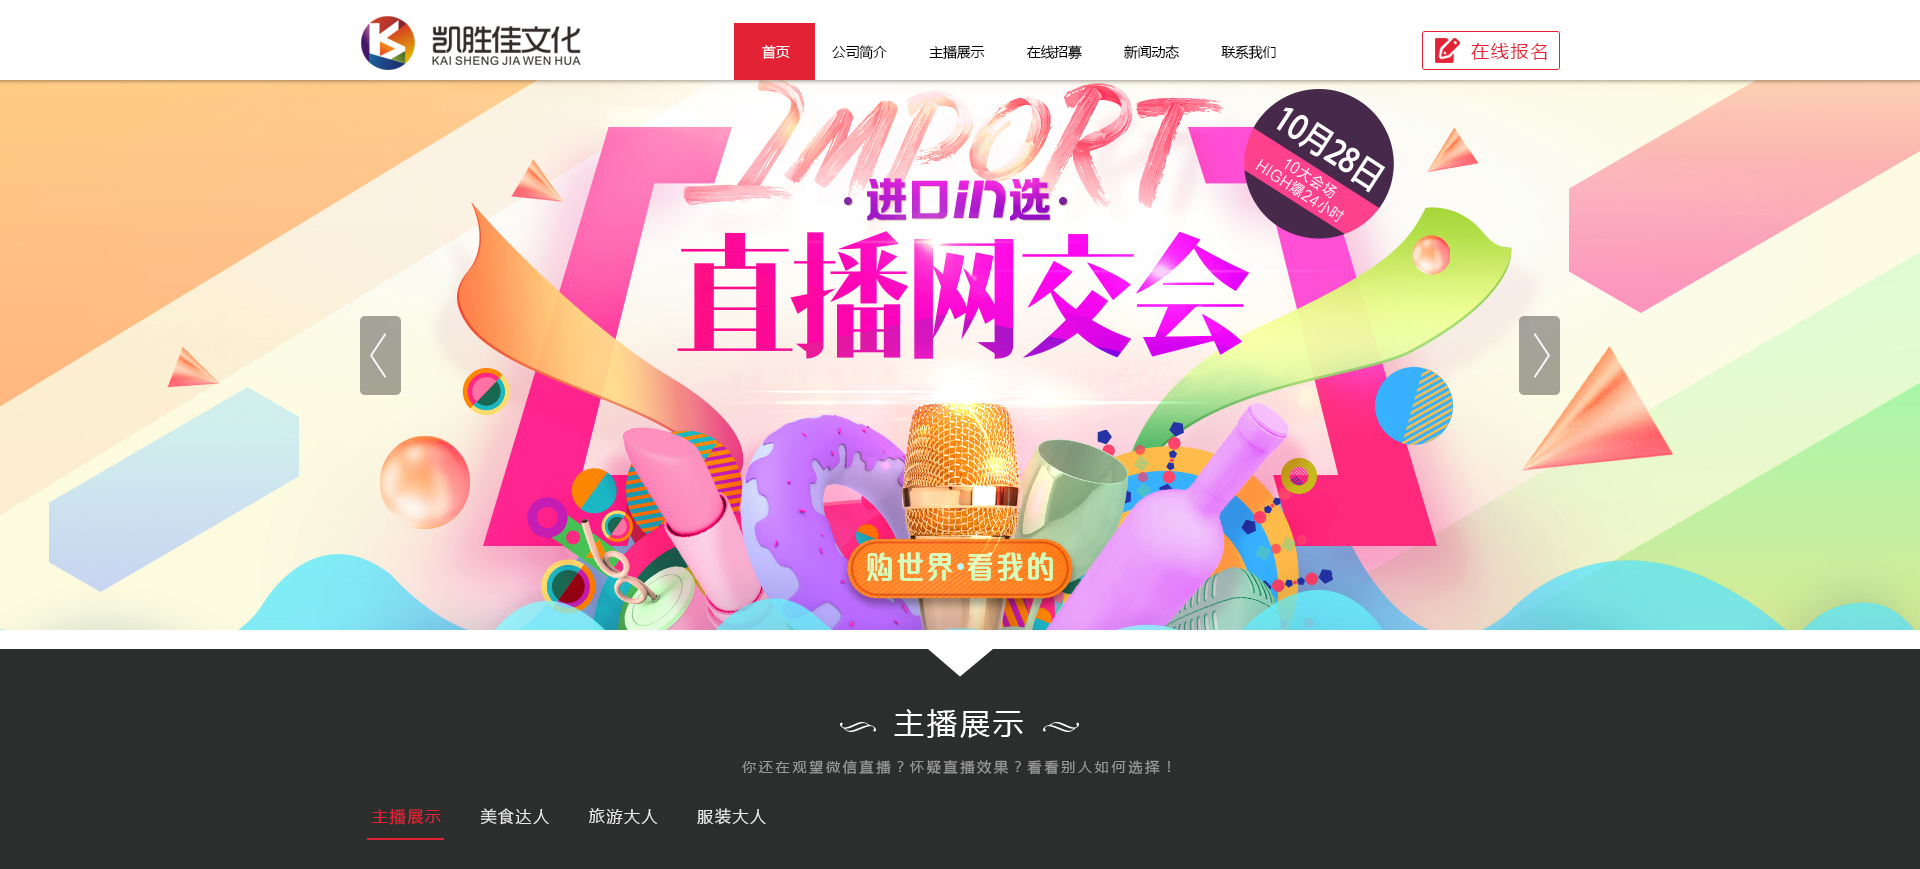 凯胜佳文化
KAI SHENG JIA WEN HUA
首页
公司简介
主播展示
在线招募
新闻动态
联系我们
在线报名
IMPORT
·进口in选·
直播网交会
10月28日
10大会场
HIGH爆24小时
购世界·看我的
主播展示
你还在观望微信直播？怀疑直播效果？看看别人如何选择！
主播展示
美食达人
旅游大人
服装大人